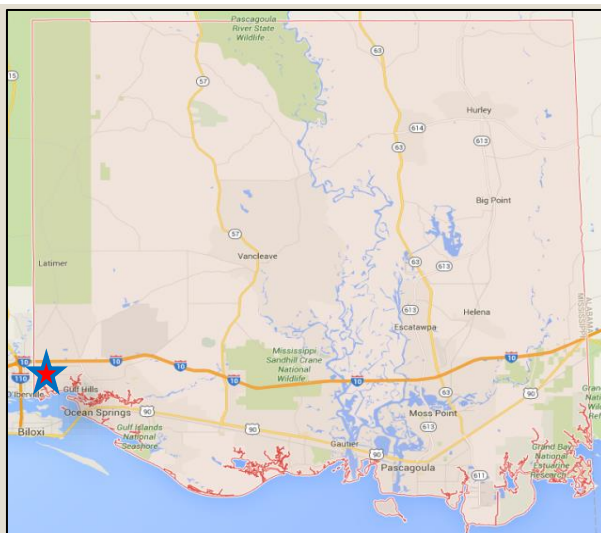 Pascagoula
River State
Wildlife...
63
15
57
Hurley
614
613
63
Big Point
57
Vancleave
Latimer
63
613
613
Helena
Escatawpa
ALABAMA
MISSISSIPPI
10
10
10
10
10
10
110
Mississippi
Sandhill Crane
National
Wildlife...
Gulf Hills
Ocean Springs
90
63
Moss Point
90
613
Biloxi
Gulf Islands
National
Seashore
90
90
Gautier
90
Pascagoula
611
Grand Bay
National
Estuarine
Research...